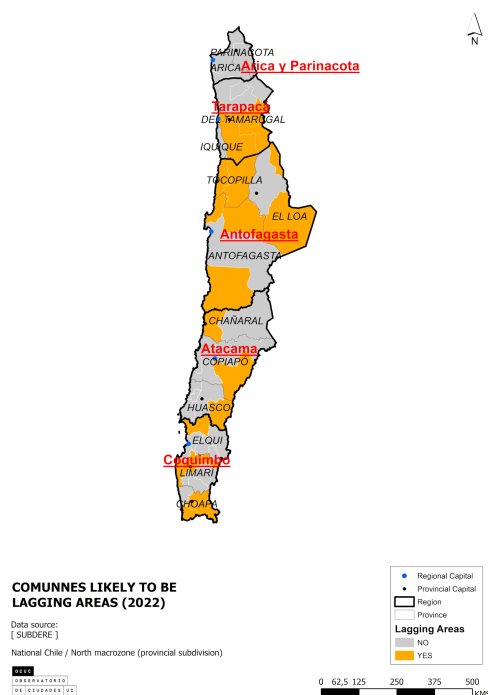 N
PARINACOTA
ARICA
Arica y Parinacota
Tarapaca
DEL TAMARUGAL
IQUIQUE
TOCOPILLA
EL LOA
Antofagasta
ANTOFAGASTA
CHAÑARAL
Atacama
COPIAPÓ
HUASCO
ELQUI
Coquimbo
LIMARI
CHOAPA
COMUNNES LIKELY TO BE
LAGGING AREAS (2022)
Data source:
[ SUBDERE ]
National Chile / North macrozone (provincial subdivision)
OCUC
OBSERVATORIO
DE CIUDADES UC
Regional Capital
Provincial Capital
Region
Province
Lagging Areas
NO
YES
0 62,5 125 250 375 500
KMS